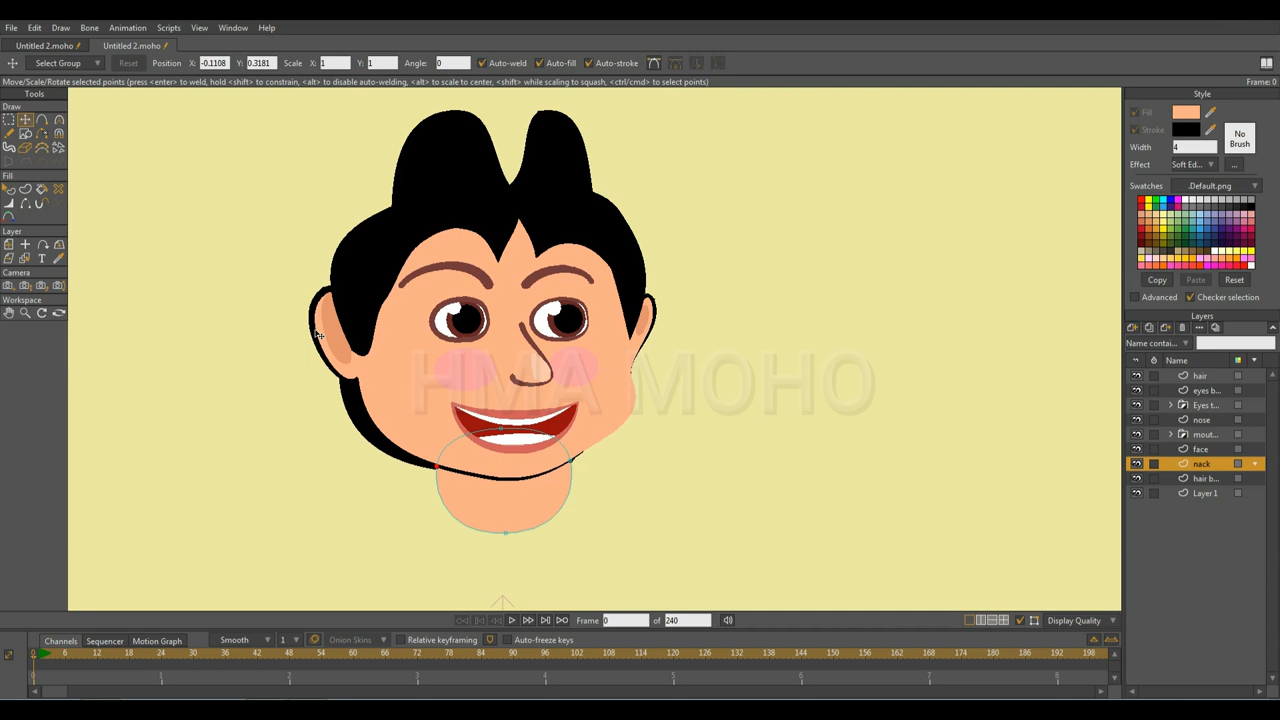 File Edit Draw Bone Animation Scripts View Window Help
Untitled 2.moho Untitled 2.moho
Select Group Reset Position X: -0.1108 Y: 0.3181 Scale X: 1 Y: 1 Angle: 0 Auto-weld Auto-fill Auto-stroke
Move/Scale/Rotate selected points (press <enter> to weld, hold <shift> to constrain, <alt> to disable auto-welding, <alt> to scale to center, <shift> while scaling to squash, <ctrl/cmd> to select points) Frame: 0
Tools
Draw
Fill
Layer
Camera
Workspace
Style
Fill
Stroke
No Brush
Width 4
Effect Soft Ed... ...
Swatches .Default.png
Copy Paste Reset
Advanced Checker selection
Layers
Name contai...
Name
hair
eyes b...
Eyes t...
nose
mout...
face
nack
hair b...
Layer 1
HMA MOHO
Frame 0 of 240 Display Quality
Channels Sequencer Motion Graph Smooth 1 Onion Skins Relative keyframing Auto-freeze keys
0 6 12 18 24 30 36 42 48 54 60 66 72 78 84 90 96 102 108 114 120 126 132 138 144 150 156 162 168 174 180 186 192 198
0 1 2 3 4 5 6 7 8